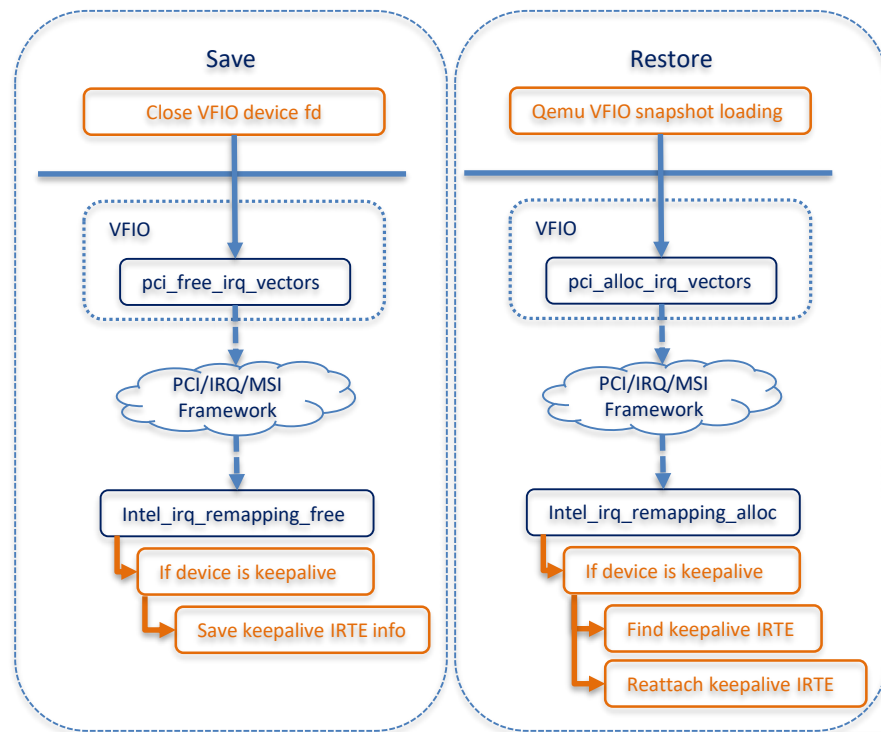 Save
Close VFIO device fd
VFIO
pci_free_irq_vectors
PCI/IRQ/MSI
Framework
Intel_irq_remapping_free
If device is keepalive
Save keepalive IRTE info
Restore
Qemu VFIO snapshot loading
VFIO
pci_alloc_irq_vectors
PCI/IRQ/MSI
Framework
Intel_irq_remapping_alloc
If device is keepalive
Find keepalive IRTE
Reattach keepalive IRTE